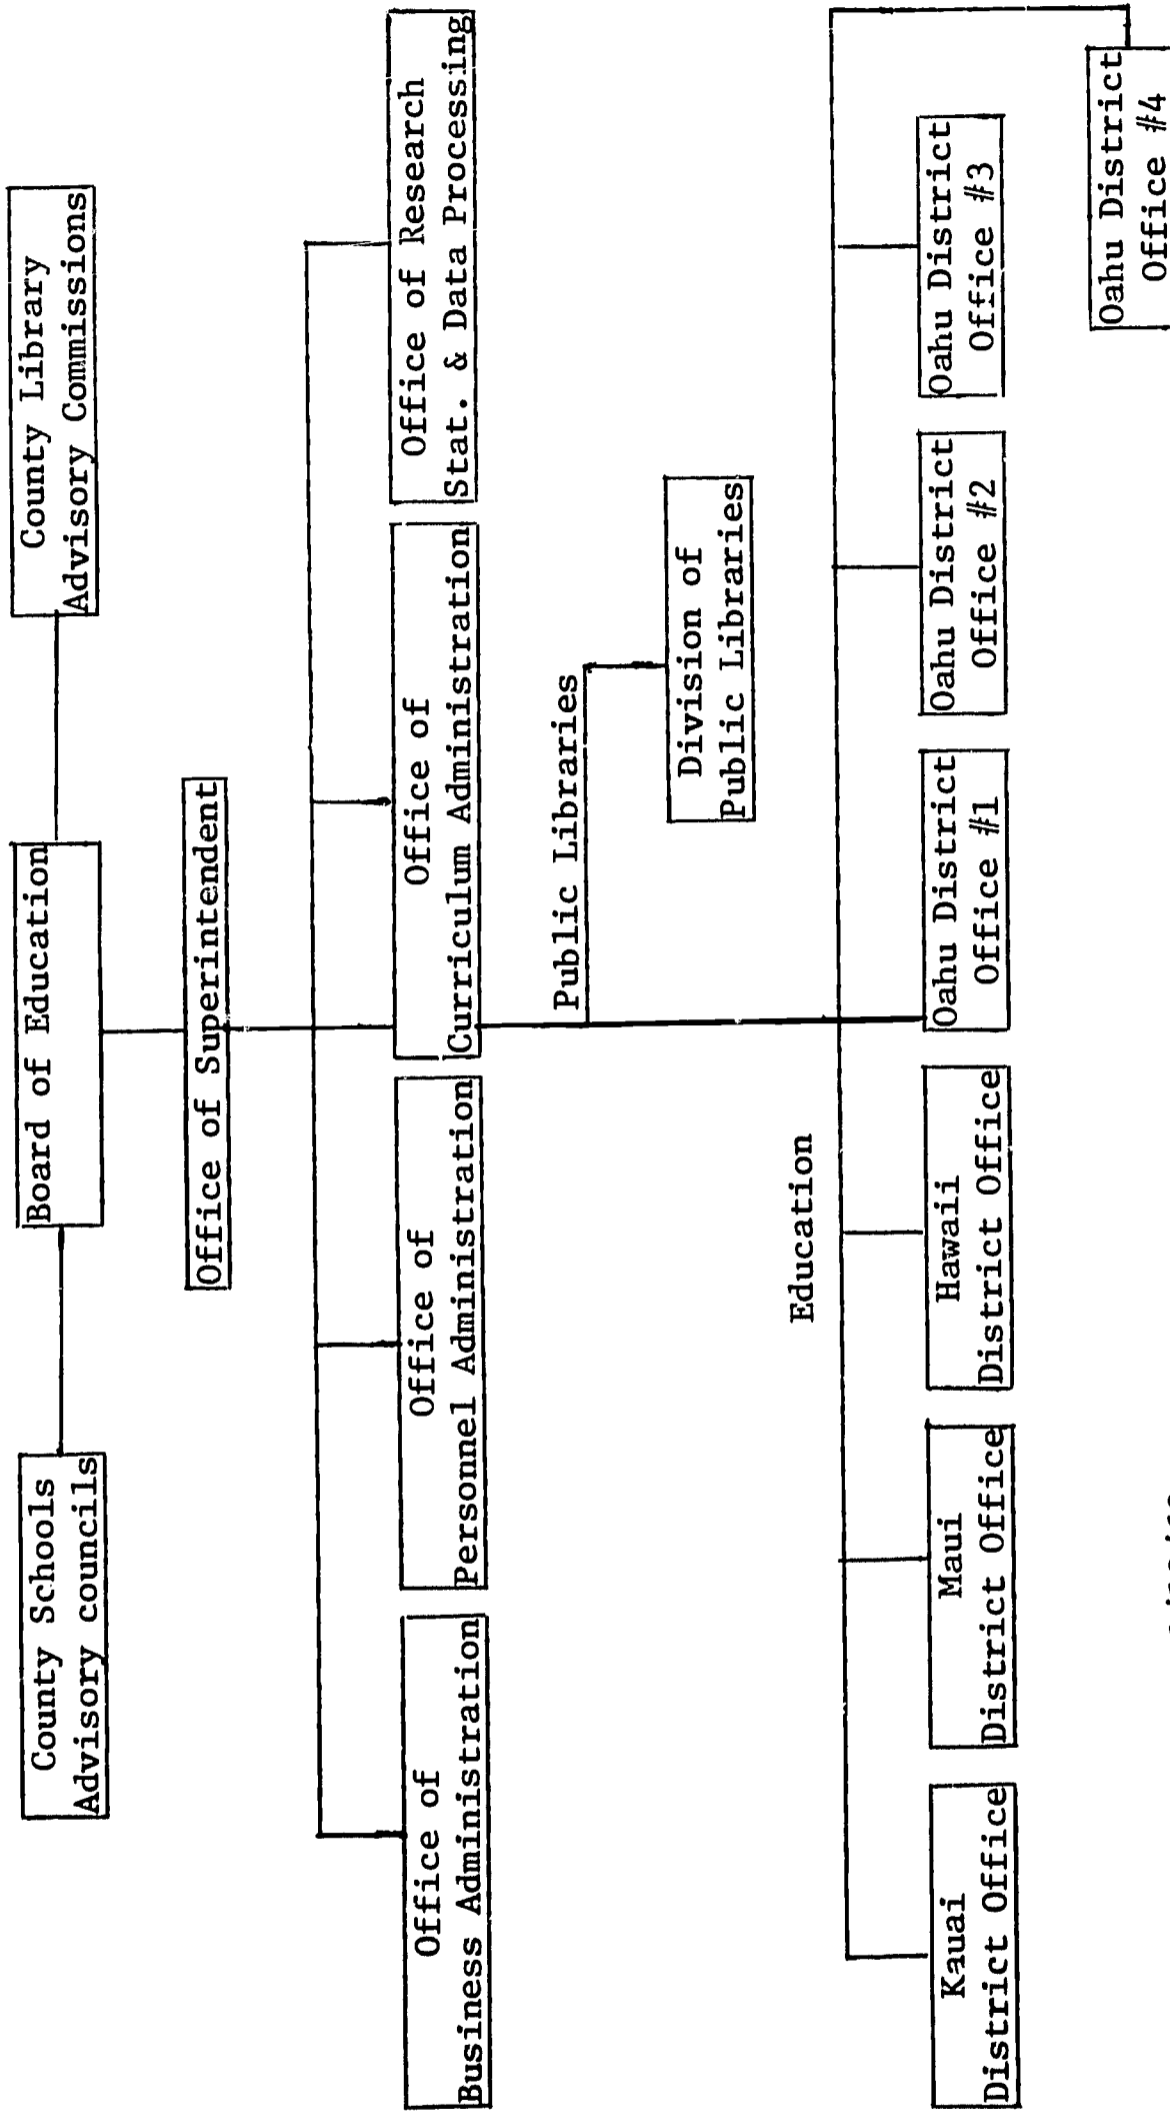 County Schools
Advisory councils
Board of Education
County Library
Advisory Commissions
Office of Superintendent
Office of
Business Administration
Office of
Personnel Administration
Office of
Curriculum Administration
Office of Research
Stat. & Data Processing
Public Libraries
Division of
Public Libraries
Education
Kauai
District Office
Maui
District Office
Hawaii
District Office
Oahu District
Office #1
Oahu District
Office #2
Oahu District
Office #3
Oahu District
Office #4